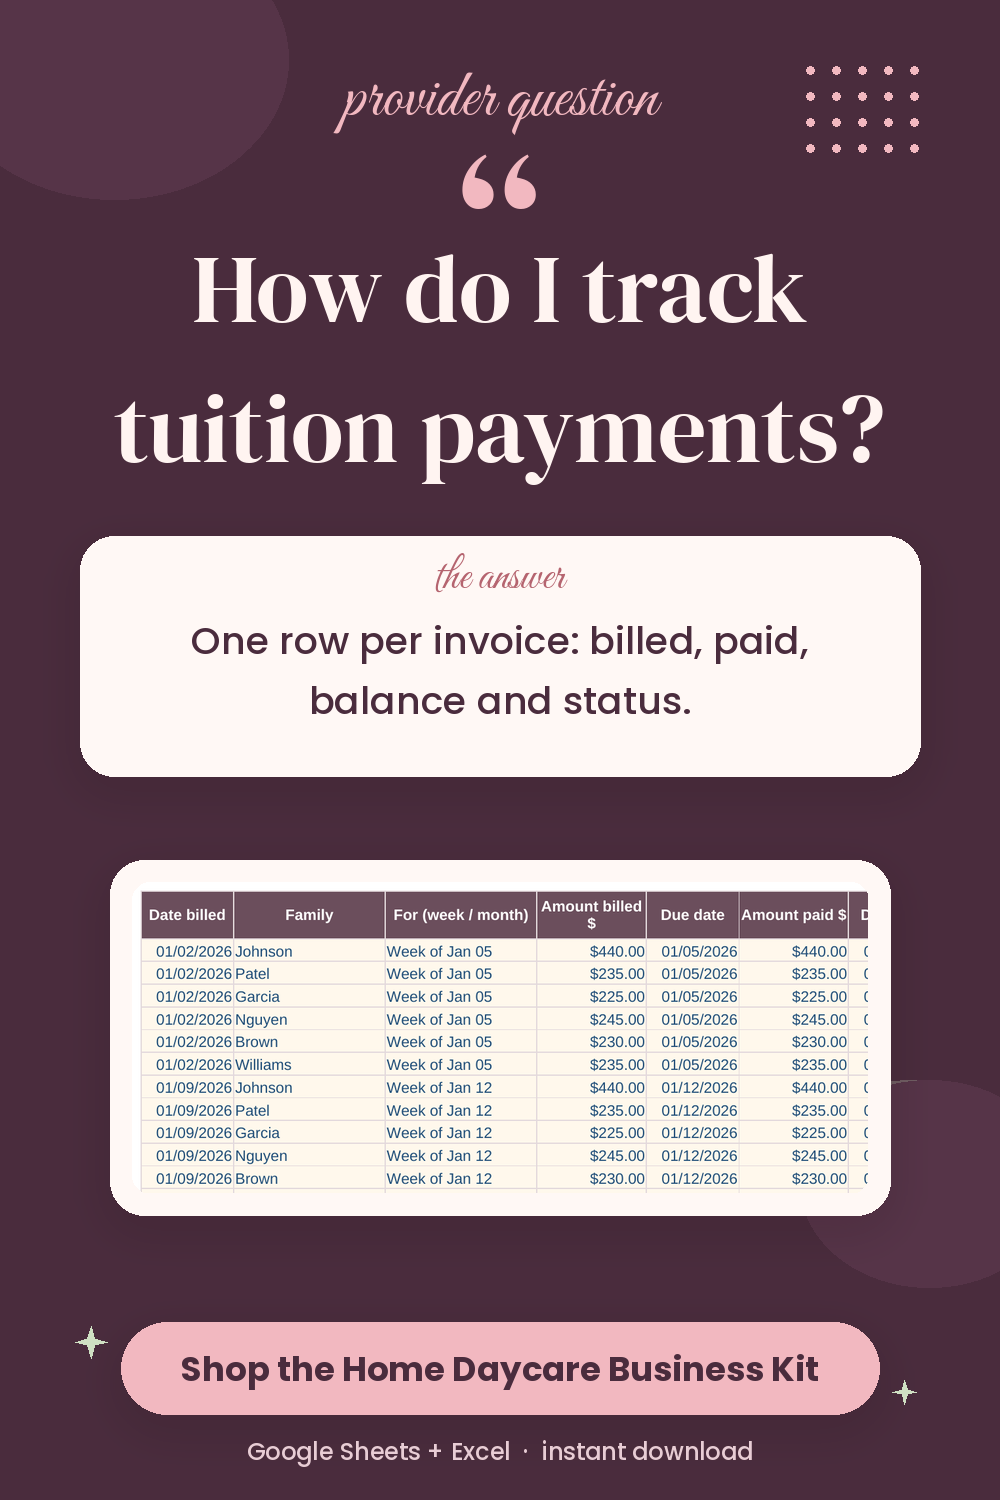 provider question
“
How do I track
tuition payments?
the answer
One row per invoice: billed, paid,
balance and status.
Date billed Family For (week / month) Amount billed $ Due date Amount paid $
01/02/2026 Johnson Week of Jan 05 $440.00 01/05/2026 $440.00
01/02/2026 Patel Week of Jan 05 $235.00 01/05/2026 $235.00
01/02/2026 Garcia Week of Jan 05 $225.00 01/05/2026 $225.00
01/02/2026 Nguyen Week of Jan 05 $245.00 01/05/2026 $245.00
01/02/2026 Brown Week of Jan 05 $230.00 01/05/2026 $230.00
01/02/2026 Williams Week of Jan 05 $235.00 01/05/2026 $235.00
01/09/2026 Johnson Week of Jan 12 $440.00 01/12/2026 $440.00
01/09/2026 Patel Week of Jan 12 $235.00 01/12/2026 $235.00
01/09/2026 Garcia Week of Jan 12 $225.00 01/12/2026 $225.00
01/09/2026 Nguyen Week of Jan 12 $245.00 01/12/2026 $245.00
01/09/2026 Brown Week of Jan 12 $230.00 01/12/2026 $230.00
Shop the Home Daycare Business Kit
Google Sheets + Excel · instant download